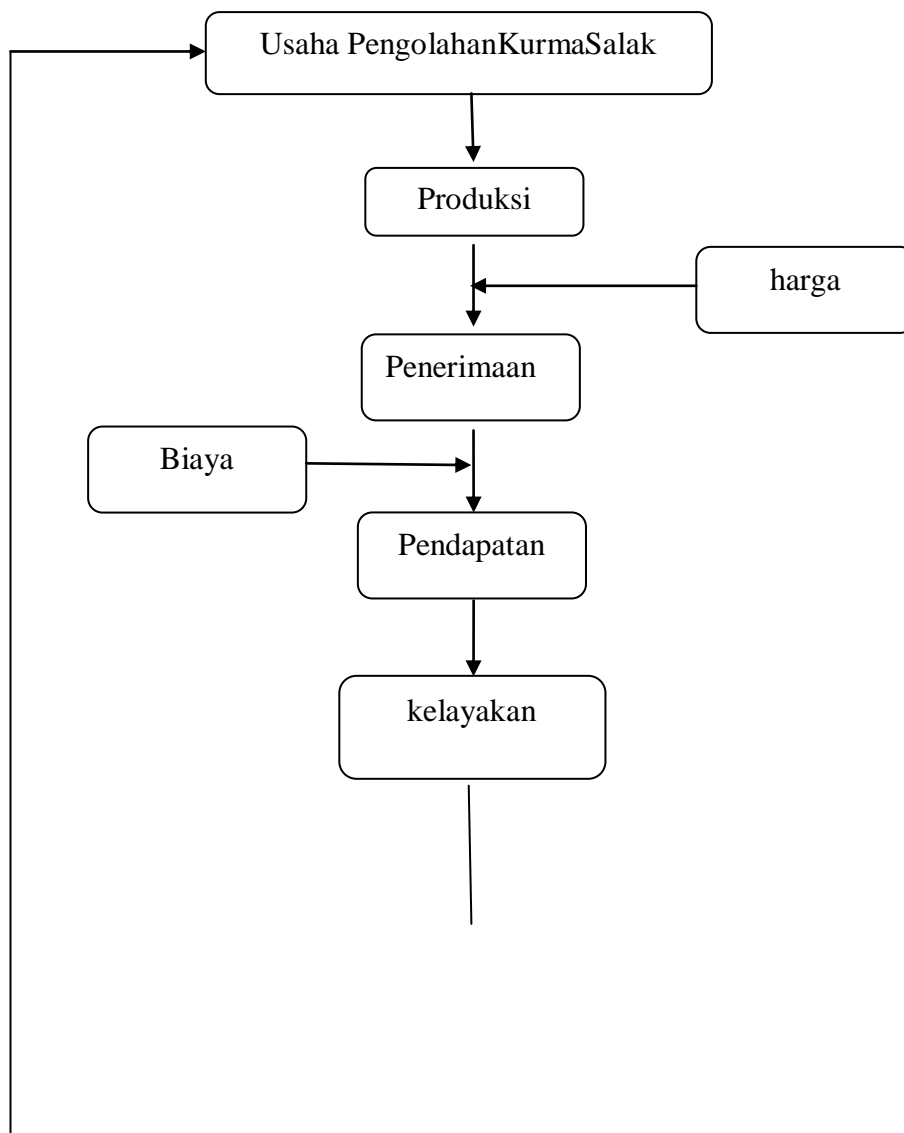 Usaha PengolahanKurmaSalak
Produksi
harga
Penerimaan
Biaya
Pendapatan
kelayakan